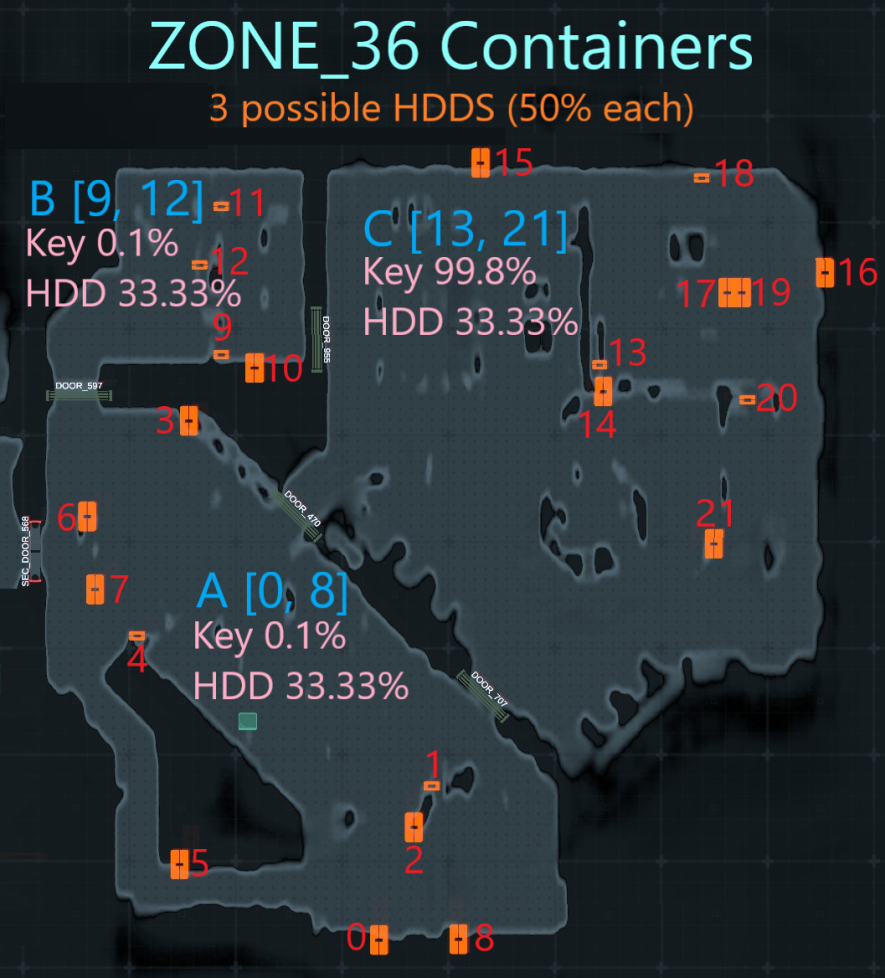 ZONE_36 Containers
3 possible HDDS (50% each)
15
18
B [9, 12]
11
Key 0.1%
12
HDD 33.33%
9
10
C [13, 21]
Key 99.8%
HDD 33.33%
16
17
19
13
14
20
DOOR_955
DOOR_597
3
6
SEC_DOOR_568
7
4
DOOR_470
21
A [0, 8]
Key 0.1%
HDD 33.33%
DOOR_707
1
2
5
0
8